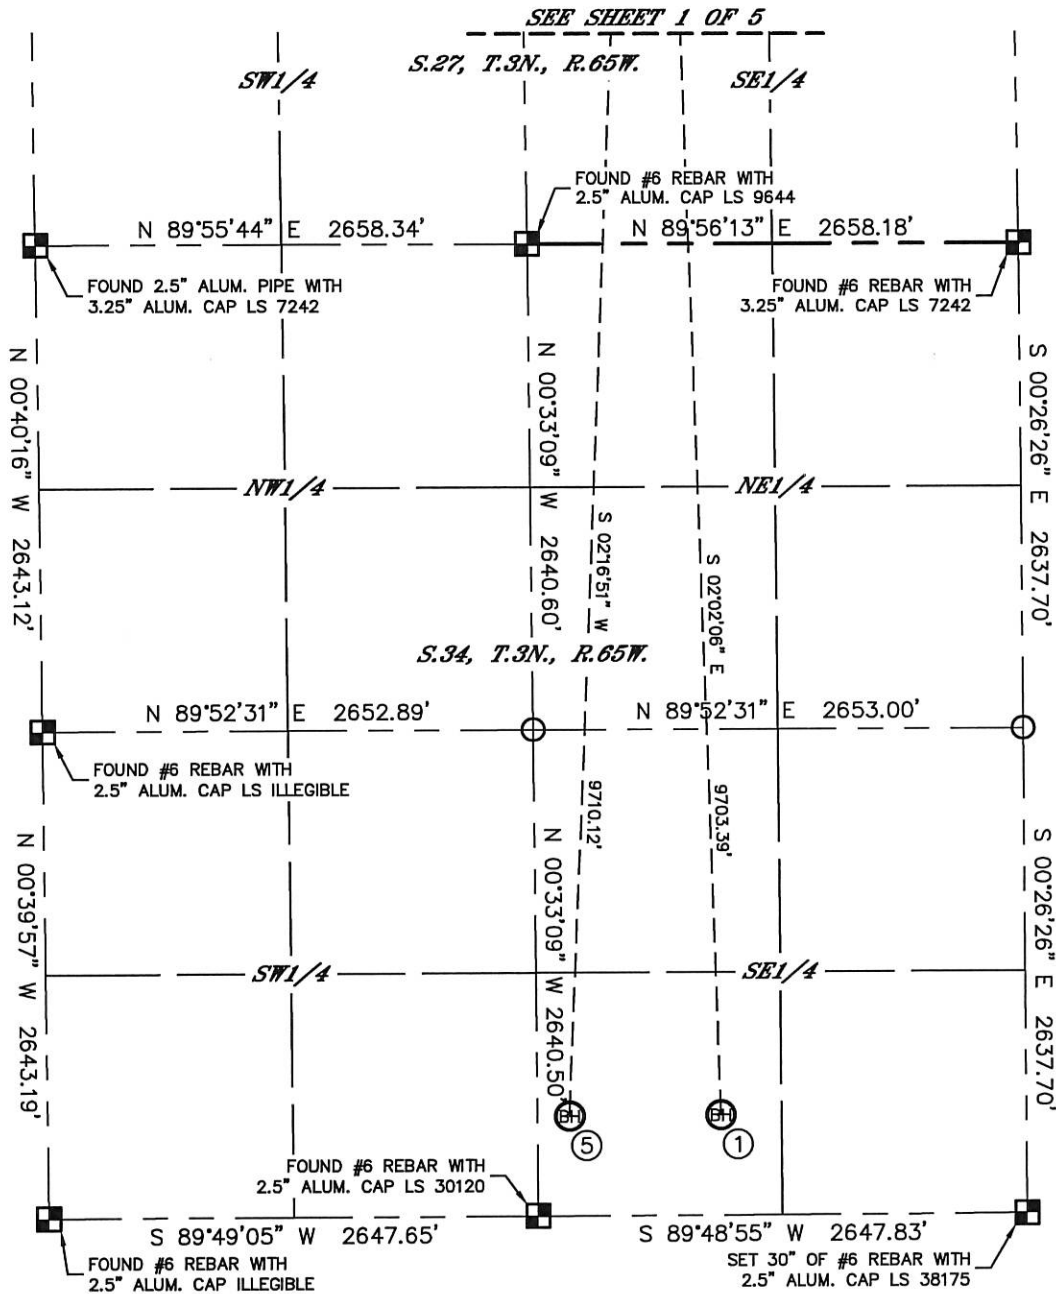 SEE SHEET 1 OF 5
S.27, T.3N., R.65W.
SW1/4
SE1/4
FOUND #6 REBAR WITH
2.5" ALUM. CAP LS 9644
N 89°55'44" E 2658.34'
N 89°56'13" E 2658.18'
FOUND 2.5" ALUM. PIPE WITH
3.25" ALUM. CAP LS 7242
FOUND #6 REBAR WITH
3.25" ALUM. CAP LS 7242
N 00°40'16" W 2643.12'
N 00°33'09" W 2640.60'
S 02°16'51" W
S 02°02'06" E
S 00°26'26" E 2637.70'
NW1/4
NE1/4
S.34, T.3N., R.65W.
N 89°52'31" E 2652.89'
N 89°52'31" E 2653.00'
FOUND #6 REBAR WITH
2.5" ALUM. CAP LS ILLEGIBLE
9710.12'
9703.39'
N 00°39'57" W 2643.19'
N 00°33'09" W 2640.50'
S 00°26'26" E 2637.70'
SW1/4
SE1/4
BH
BH
5
1
FOUND #6 REBAR WITH
2.5" ALUM. CAP LS 30120
S 89°49'05" W 2647.65'
S 89°48'55" W 2647.83'
FOUND #6 REBAR WITH
2.5" ALUM. CAP ILLEGIBLE
SET 30" OF #6 REBAR WITH
2.5" ALUM. CAP LS 38175